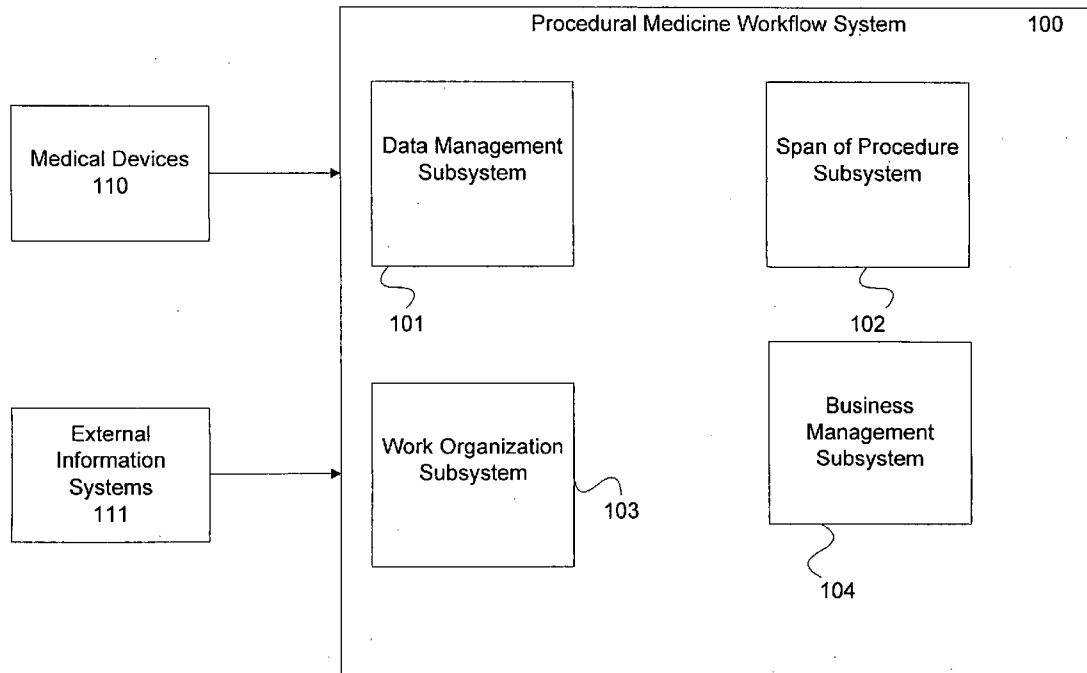 Procedural Medicine Workflow System 100
Medical Devices
110
Data Management
Subsystem
101
Span of Procedure
Subsystem
102
External
Information
Systems
111
Work Organization
Subsystem
103
Business
Management
Subsystem
104